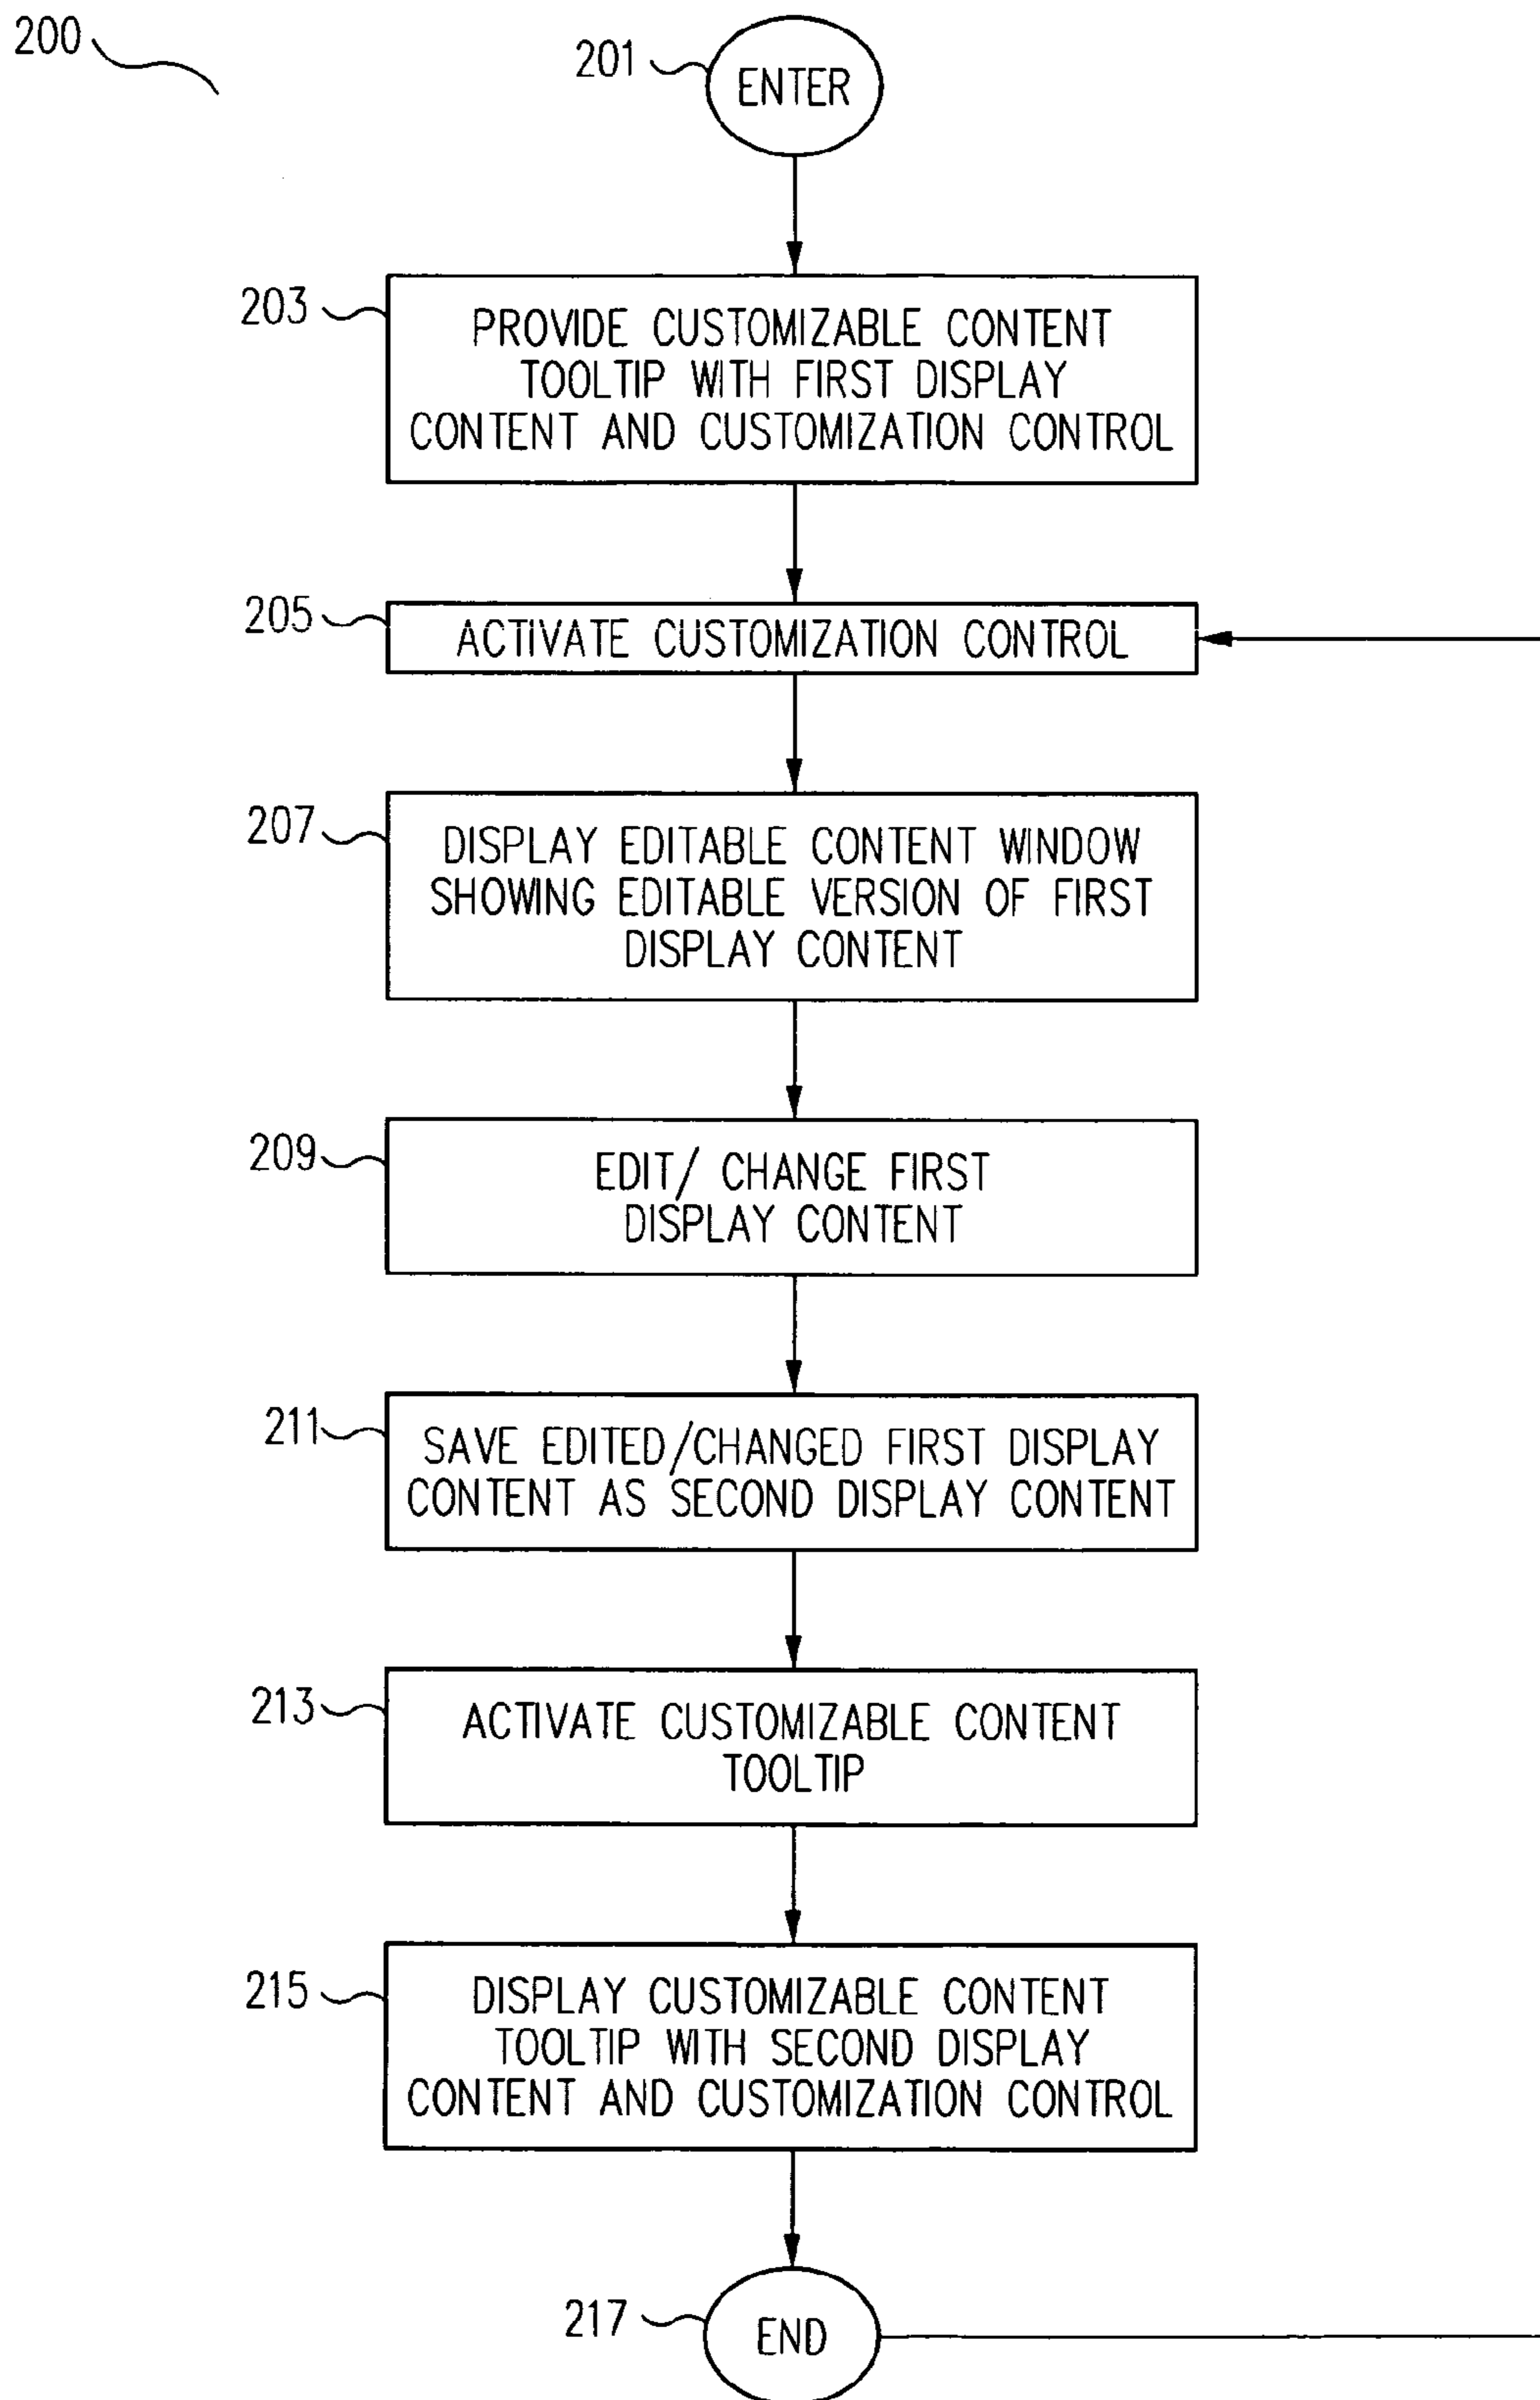 200
201
ENTER
203
PROVIDE CUSTOMIZABLE CONTENT
TOOLTIP WITH FIRST DISPLAY
CONTENT AND CUSTOMIZATION CONTROL
205
ACTIVATE CUSTOMIZATION CONTROL
207
DISPLAY EDITABLE CONTENT WINDOW
SHOWING EDITABLE VERSION OF FIRST
DISPLAY CONTENT
209
EDIT/ CHANGE FIRST
DISPLAY CONTENT
211
SAVE EDITED/CHANGED FIRST DISPLAY
CONTENT AS SECOND DISPLAY CONTENT
213
ACTIVATE CUSTOMIZABLE CONTENT
TOOLTIP
215
DISPLAY CUSTOMIZABLE CONTENT
TOOLTIP WITH SECOND DISPLAY
CONTENT AND CUSTOMIZATION CONTROL
217
END